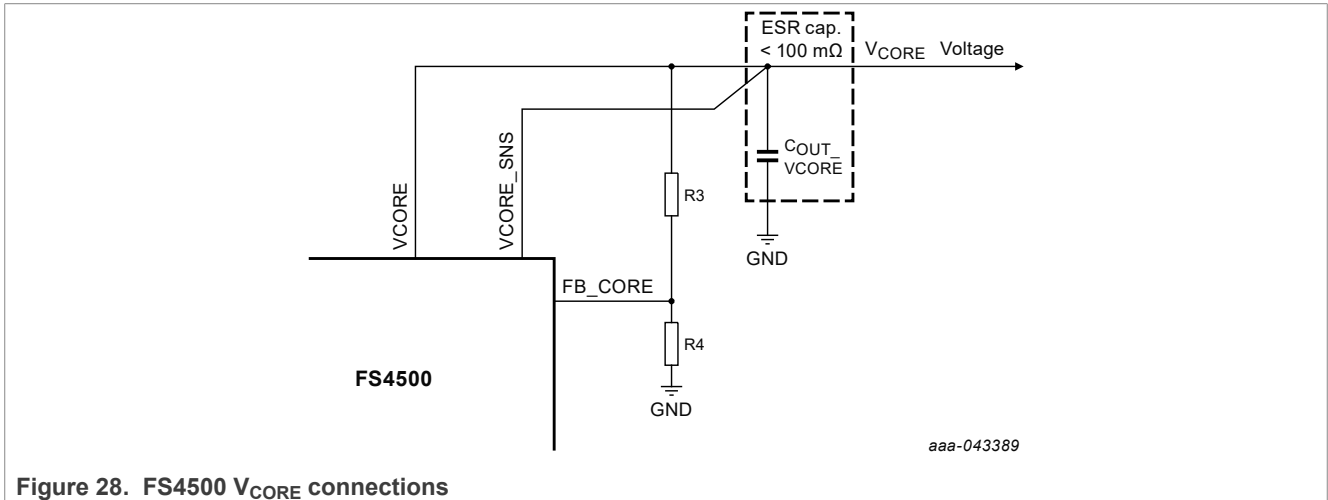 ESR cap.
< 100 mΩ
VCORE Voltage
VCORE
VCORE_SNS
COUT_
VCORE
R3
GND
FB_CORE
R4
FS4500
GND
aaa-043389
Figure 28. FS4500 VCORE connections